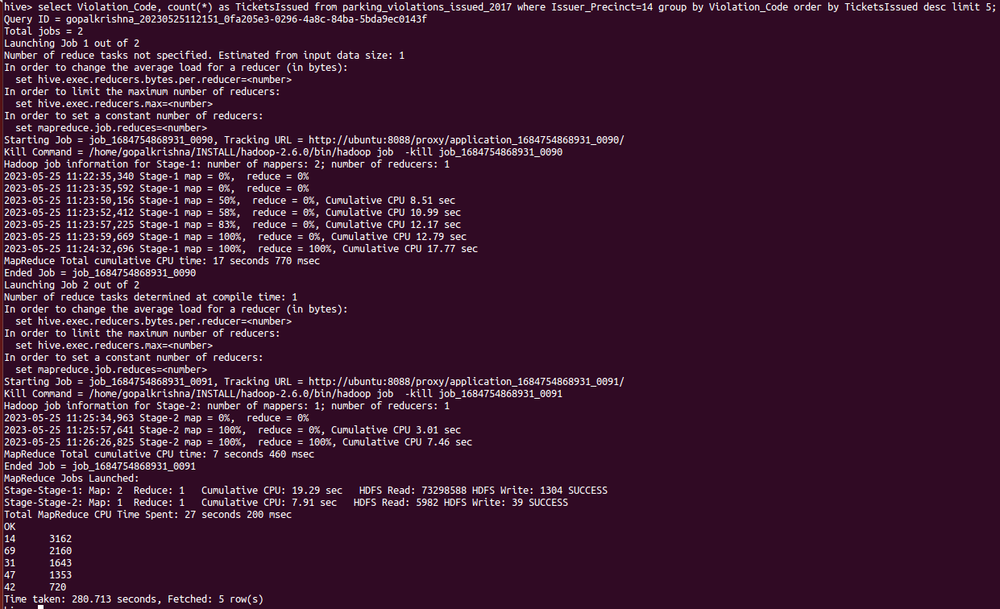 hive> select Violation_Code, count(*) as TicketsIssued from parking_violations_issued_2017 where Issuer_Precinct=14 group by Violation_Code order by TicketsIssued desc limit 5;
Query ID = gopalkrishna_20230525112151_0fa205e3-0296-4a8c-84ba-5bda9ec0143f
Total jobs = 2
Launching Job 1 out of 2
Number of reduce tasks not specified. Estimated from input data size: 1
In order to change the average load for a reducer (in bytes):
  set hive.exec.reducers.bytes.per.reducer=<number>
In order to limit the maximum number of reducers:
  set hive.exec.reducers.max=<number>
In order to set a constant number of reducers:
  set mapreduce.job.reduces=<number>
Starting Job = job_1684754868931_0090, Tracking URL = http://ubuntu:8088/proxy/application_1684754868931_0090/
Kill Command = /home/gopalkrishna/INSTALL/hadoop-2.6.0/bin/hadoop job  -kill job_1684754868931_0090
Hadoop job information for Stage-1: number of mappers: 2; number of reducers: 1
2023-05-25 11:22:35,340 Stage-1 map = 0%,  reduce = 0%
2023-05-25 11:23:35,592 Stage-1 map = 0%,  reduce = 0%
2023-05-25 11:23:50,156 Stage-1 map = 50%,  reduce = 0%, Cumulative CPU 8.51 sec
2023-05-25 11:23:52,412 Stage-1 map = 58%,  reduce = 0%, Cumulative CPU 10.99 sec
2023-05-25 11:23:57,225 Stage-1 map = 83%,  reduce = 0%, Cumulative CPU 12.17 sec
2023-05-25 11:23:59,669 Stage-1 map = 100%,  reduce = 0%, Cumulative CPU 12.79 sec
2023-05-25 11:24:32,696 Stage-1 map = 100%,  reduce = 100%, Cumulative CPU 17.77 sec
MapReduce Total cumulative CPU time: 17 seconds 770 msec
Ended Job = job_1684754868931_0090
Launching Job 2 out of 2
Number of reduce tasks determined at compile time: 1
In order to change the average load for a reducer (in bytes):
  set hive.exec.reducers.bytes.per.reducer=<number>
In order to limit the maximum number of reducers:
  set hive.exec.reducers.max=<number>
In order to set a constant number of reducers:
  set mapreduce.job.reduces=<number>
Starting Job = job_1684754868931_0091, Tracking URL = http://ubuntu:8088/proxy/application_1684754868931_0091/
Kill Command = /home/gopalkrishna/INSTALL/hadoop-2.6.0/bin/hadoop job  -kill job_1684754868931_0091
Hadoop job information for Stage-2: number of mappers: 1; number of reducers: 1
2023-05-25 11:25:34,963 Stage-2 map = 0%,  reduce = 0%
2023-05-25 11:25:57,641 Stage-2 map = 100%,  reduce = 0%, Cumulative CPU 3.01 sec
2023-05-25 11:26:26,825 Stage-2 map = 100%,  reduce = 100%, Cumulative CPU 7.46 sec
MapReduce Total cumulative CPU time: 7 seconds 460 msec
Ended Job = job_1684754868931_0091
MapReduce Jobs Launched:
Stage-Stage-1: Map: 2  Reduce: 1   Cumulative CPU: 19.29 sec   HDFS Read: 73298588 HDFS Write: 1304 SUCCESS
Stage-Stage-2: Map: 1  Reduce: 1   Cumulative CPU: 7.91 sec   HDFS Read: 5982 HDFS Write: 39 SUCCESS
Total MapReduce CPU Time Spent: 27 seconds 200 msec
OK
14	3162
69	2160
31	1643
47	1353
42	720
Time taken: 280.713 seconds, Fetched: 5 row(s)